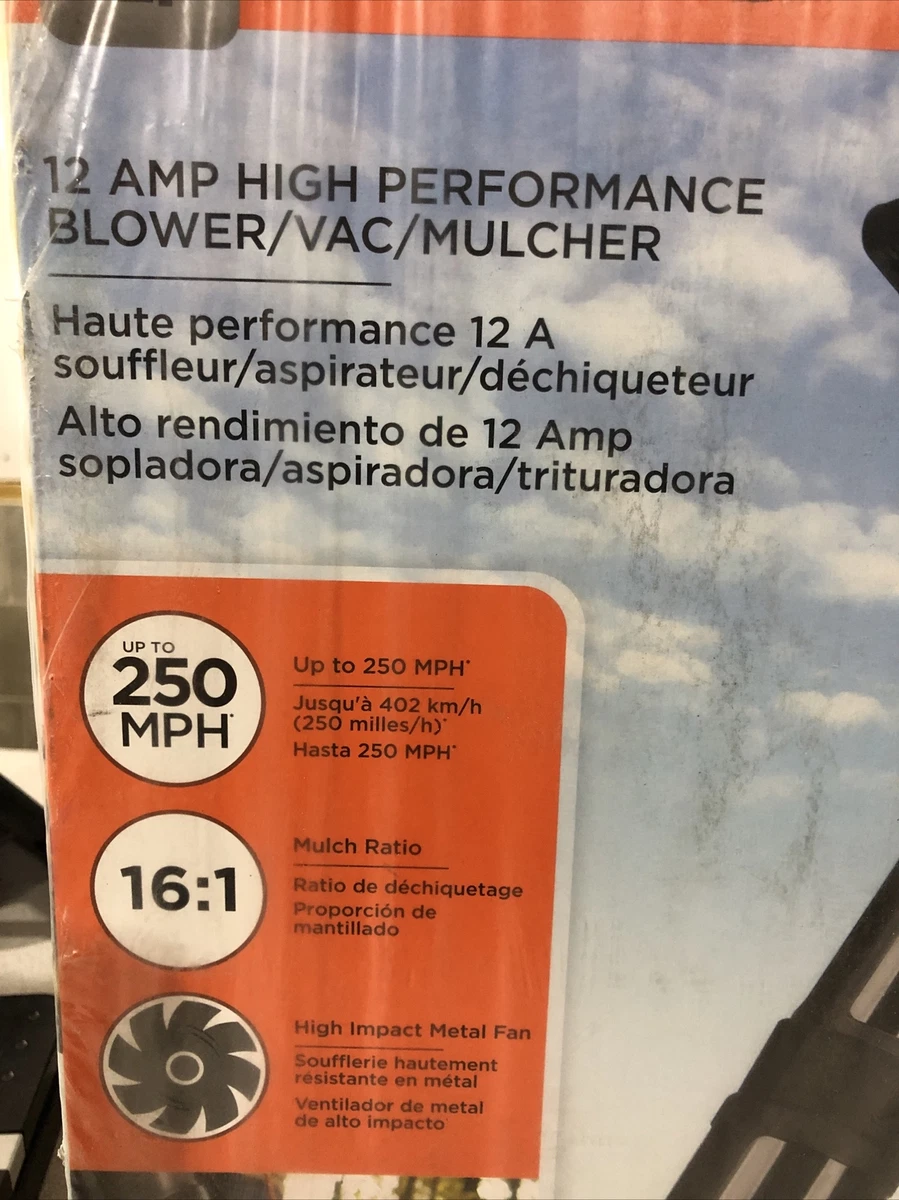 12 AMP HIGH PERFORMANCE
BLOWER/VAC/MULCHER
Haute performance 12 A
souffleur/aspirateur/déchiqueteur
Alto rendimiento de 12 Amp
sopladora/aspiradora/trituradora
UP TO
250
MPH*
Up to 250 MPH*
Jusqu'à 402 km/h
(250 milles/h)*
Hasta 250 MPH*
16:1
Mulch Ratio
Ratio de déchiquetage
Proporción de
mantillado
High Impact Metal Fan
Soufflerie hautement
résistante en métal
Ventilador de metal
de alto impacto